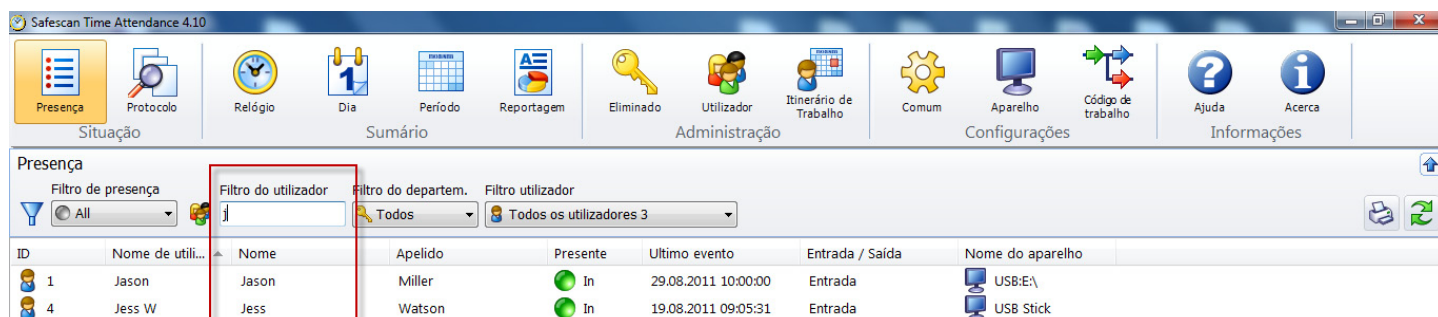 Safescan Time Attendance 4.10
Presença Protocolo Relógio Dia Período Reportagem Eliminado Utilizador Itinerário de Trabalho Comum Aparelho Código de trabalho Ajuda Acerca
Situação Sumário Administração Configurações Informações
Presença
Filtro de presença Filtro do utilizador Filtro do departem. Filtro utilizador
All j Todos Todos os utilizadores 3
ID Nome de utili... Nome Apelido Presente Ultimo evento Entrada / Saída Nome do aparelho
1 Jason Jason Miller In 29.08.2011 10:00:00 Entrada USB:E:\
4 Jess W Jess Watson In 19.08.2011 09:05:31 Entrada USB Stick